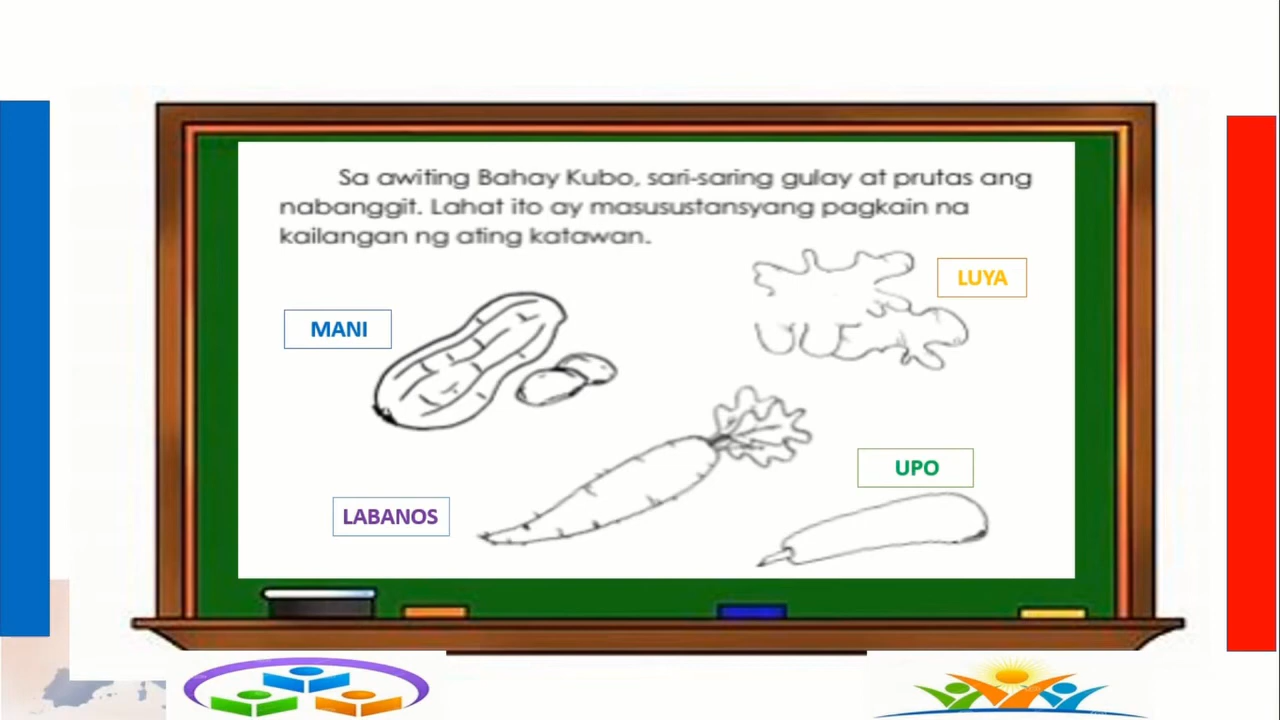 Sa awiting Bahay Kubo, sari-saring gulay at prutas ang
nabanggit. Lahat ito ay masusustansyang pagkain na
kailangan ng ating katawan.
LUYA
MANI
UPO
LABANOS